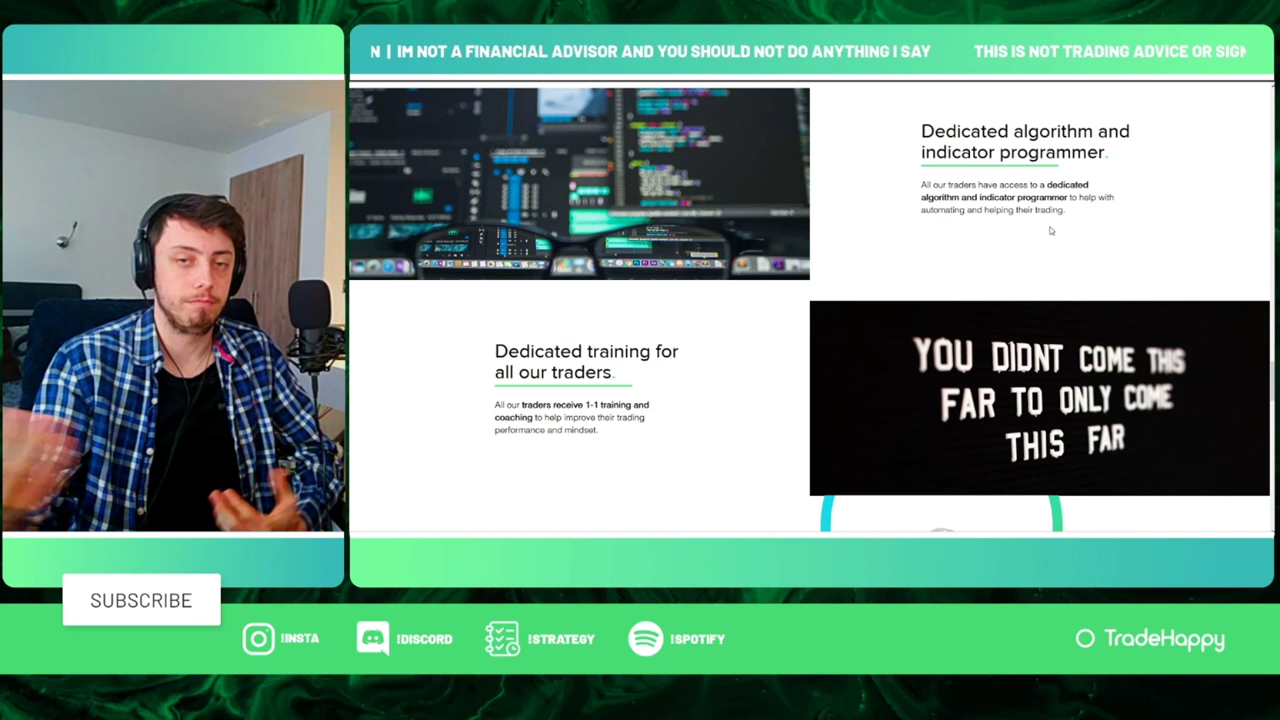 N | IM NOT A FINANCIAL ADVISOR AND YOU SHOULD NOT DO ANYTHING I SAY THIS IS NOT TRADING ADVICE OR SIGN
Dedicated algorithm and
indicator programmer.
All our traders have access to a dedicated
algorithm and indicator programmer to help with
automating and helping their trading.
Dedicated training for
all our traders.
All our traders receive 1-1 training and
coaching to help improve their trading
performance and mindset.
YOU DIDNT COME THIS
FAR TO ONLY COME
THIS FAR
SUBSCRIBE
!INSTA
!DISCORD
!STRATEGY
!SPOTIFY
TradeHappy